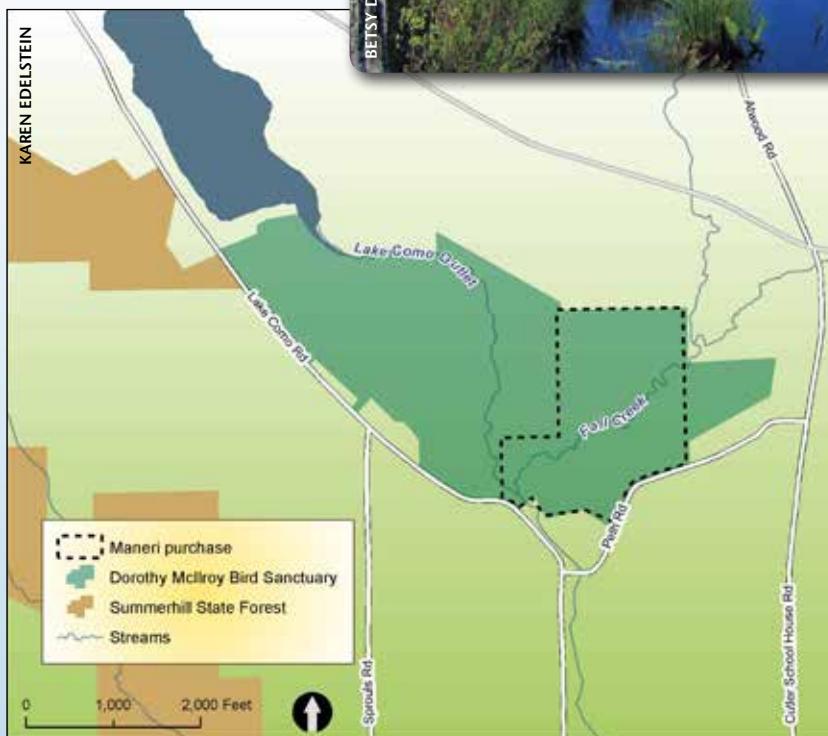 KAREN EDELSTEIN
Atwood Rd
Lake Como Outlet
Lake Como Rd
Fall Creek
Peth Rd
Maneri purchase
Dorothy McIlroy Bird Sanctuary
Summerhill State Forest
Streams
0 1,000 2,000 Feet
Sprouls Rd
Cutler School House Rd